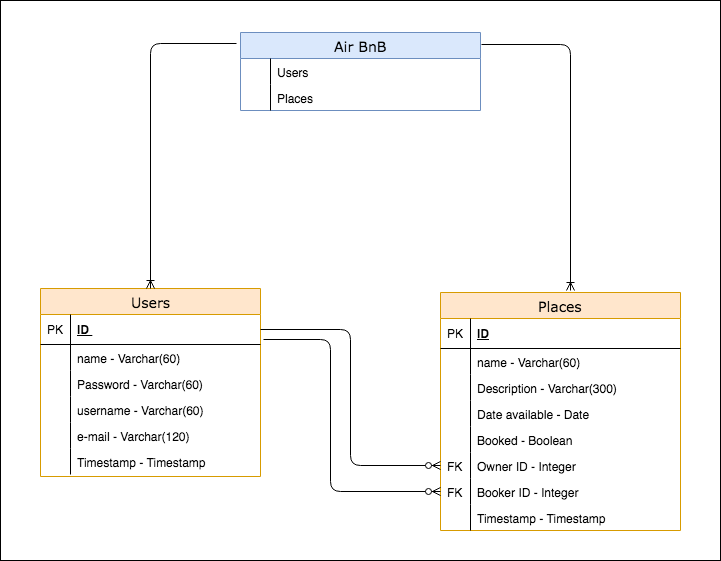 Air BnB
Users
Places
Users
PK ID
name - Varchar(60)
Password - Varchar(60)
username - Varchar(60)
e-mail - Varchar(120)
Timestamp - Timestamp
Places
PK ID
name - Varchar(60)
Description - Varchar(300)
Date available - Date
Booked - Boolean
FK Owner ID - Integer
FK Booker ID - Integer
Timestamp - Timestamp